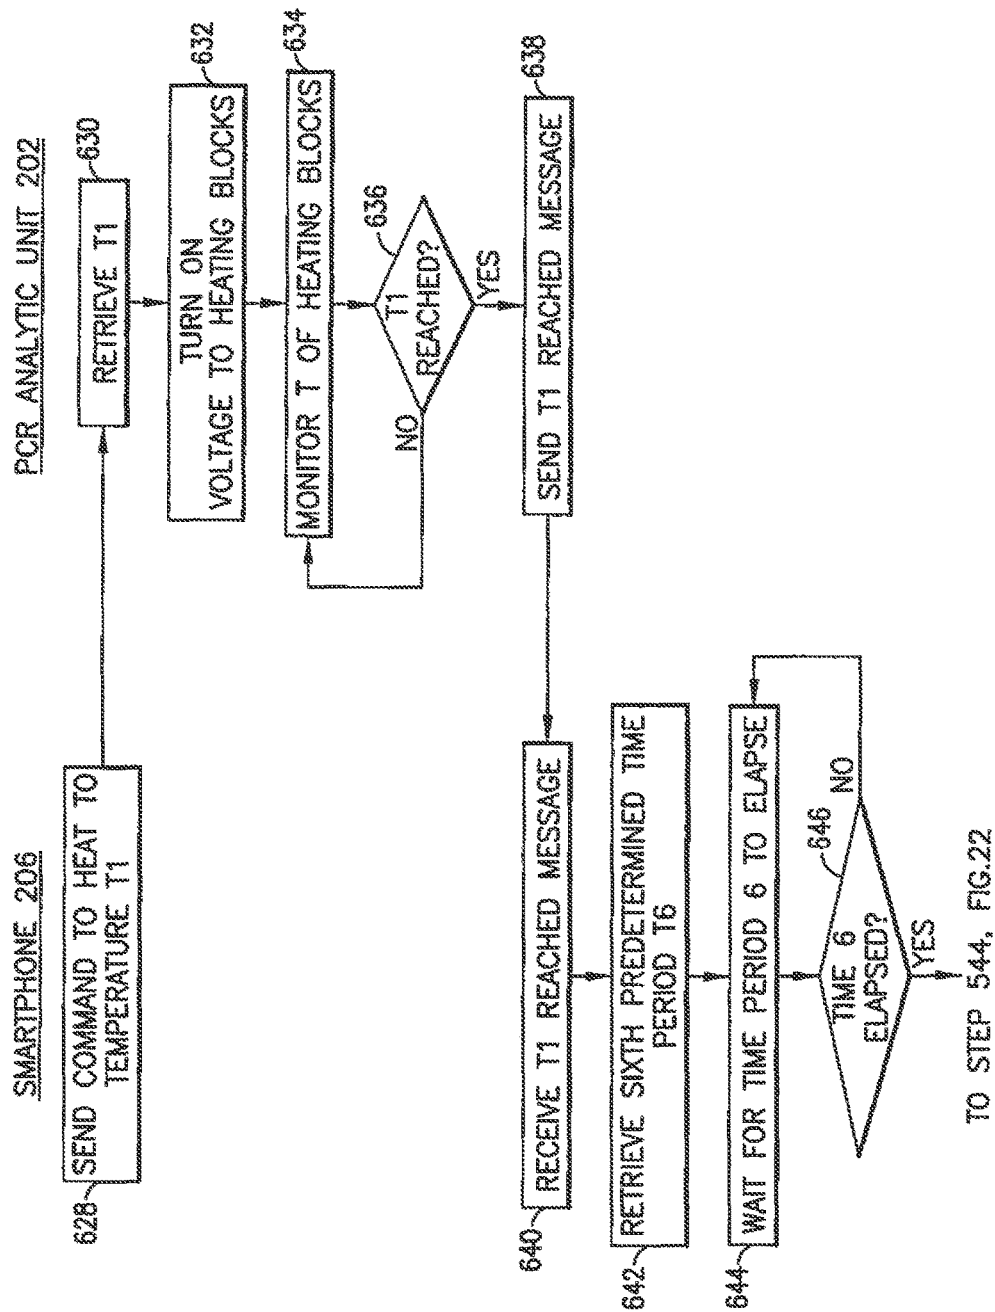 SMARTPHONE 206
PCR ANALYTIC UNIT 202
628
SEND COMMAND TO HEAT TO
TEMPERATURE T1
RETRIEVE T1
630
TURN ON
VOLTAGE TO HEATING BLOCKS
632
MONITOR T OF HEATING BLOCKS
634
T1
REACHED?
636
NO
YES
SEND T1 REACHED MESSAGE
638
640
RECEIVE T1 REACHED MESSAGE
642
RETRIEVE SIXTH PREDETERMINED TIME
PERIOD T6
644
WAIT FOR TIME PERIOD 6 TO ELAPSE
TIME 6
ELAPSED?
646
NO
YES
TO STEP 544, FIG.22